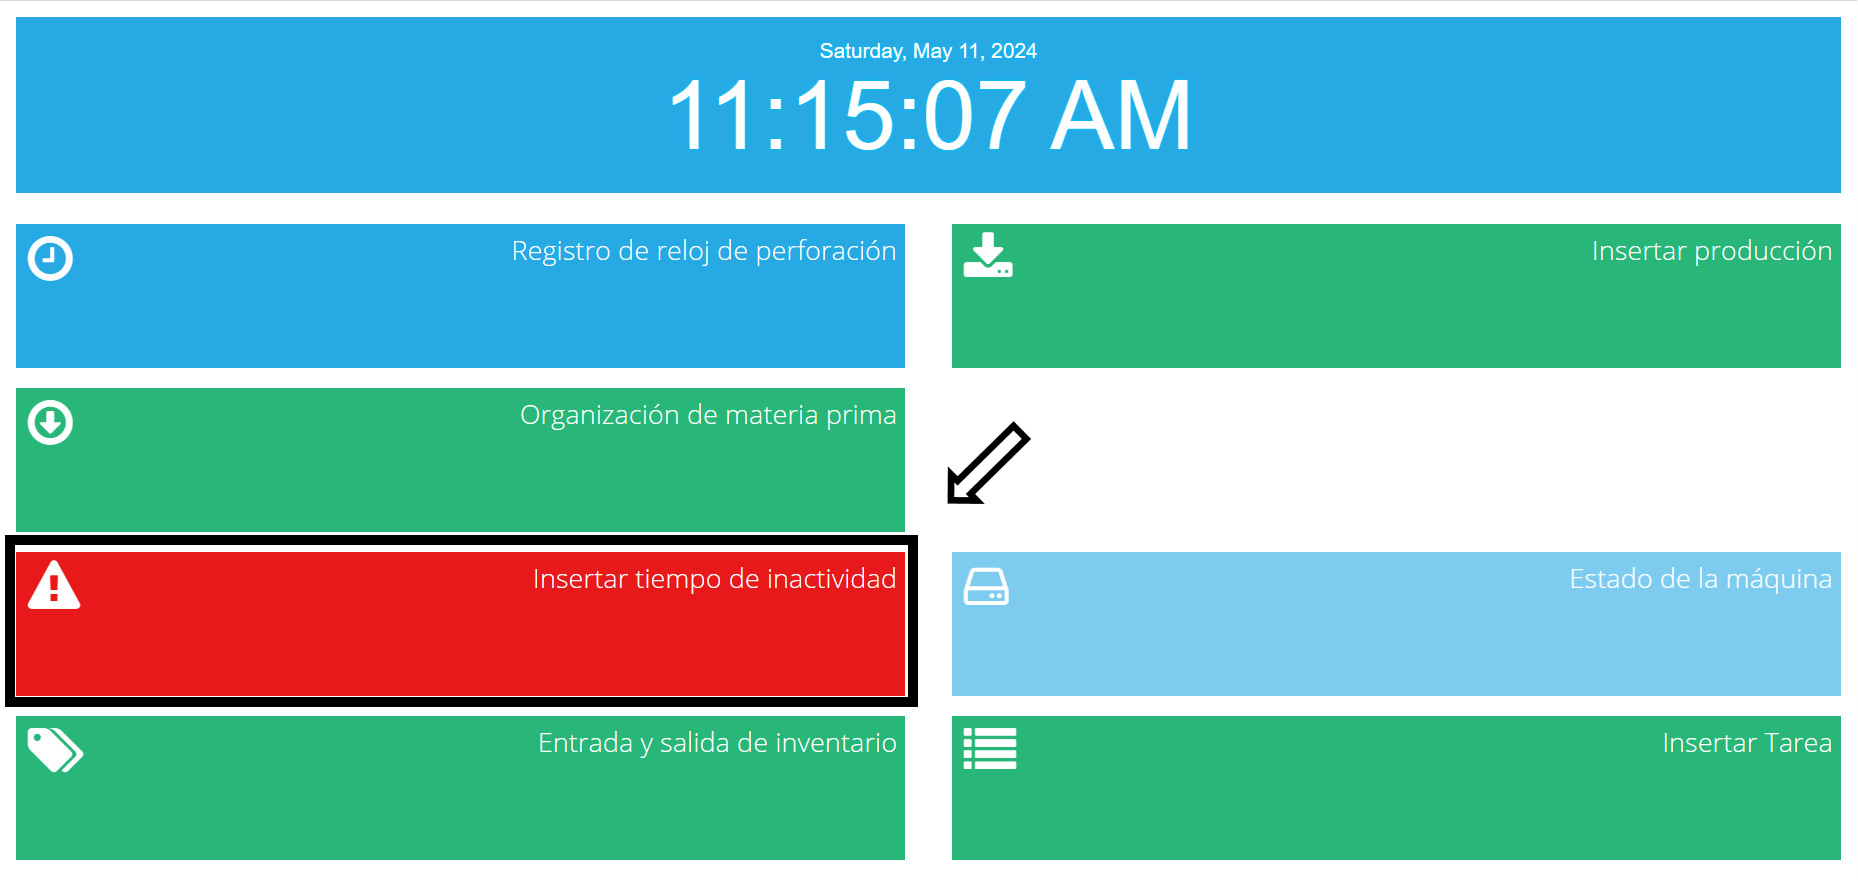 Saturday, May 11, 2024
11:15:07 AM
Registro de reloj de perforación
Insertar producción
Organización de materia prima
Insertar tiempo de inactividad
Estado de la máquina
Entrada y salida de inventario
Insertar Tarea